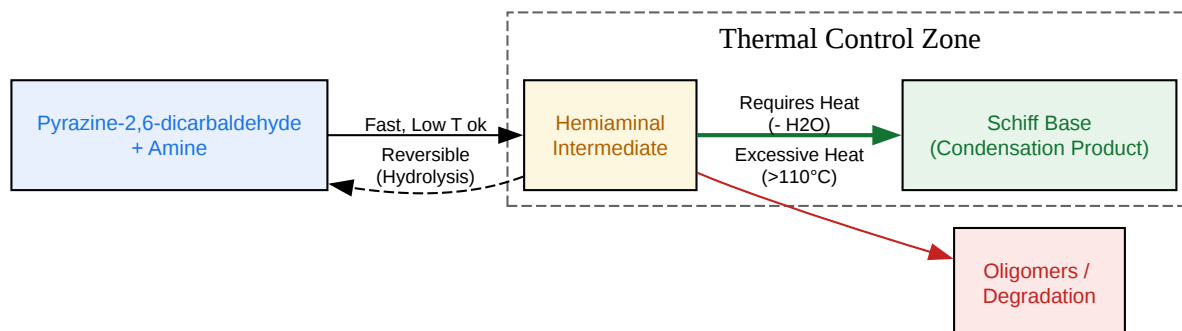 Thermal Control Zone
Pyrazine-2,6-dicarbaldehyde
+ Amine
Fast, Low T ok
Reversible
(Hydrolysis)
Hemiaminal
Intermediate
Requires Heat
(- H2O)
Excessive Heat
(>110°C)
Schiff Base
(Condensation Product)
Oligomers /
Degradation